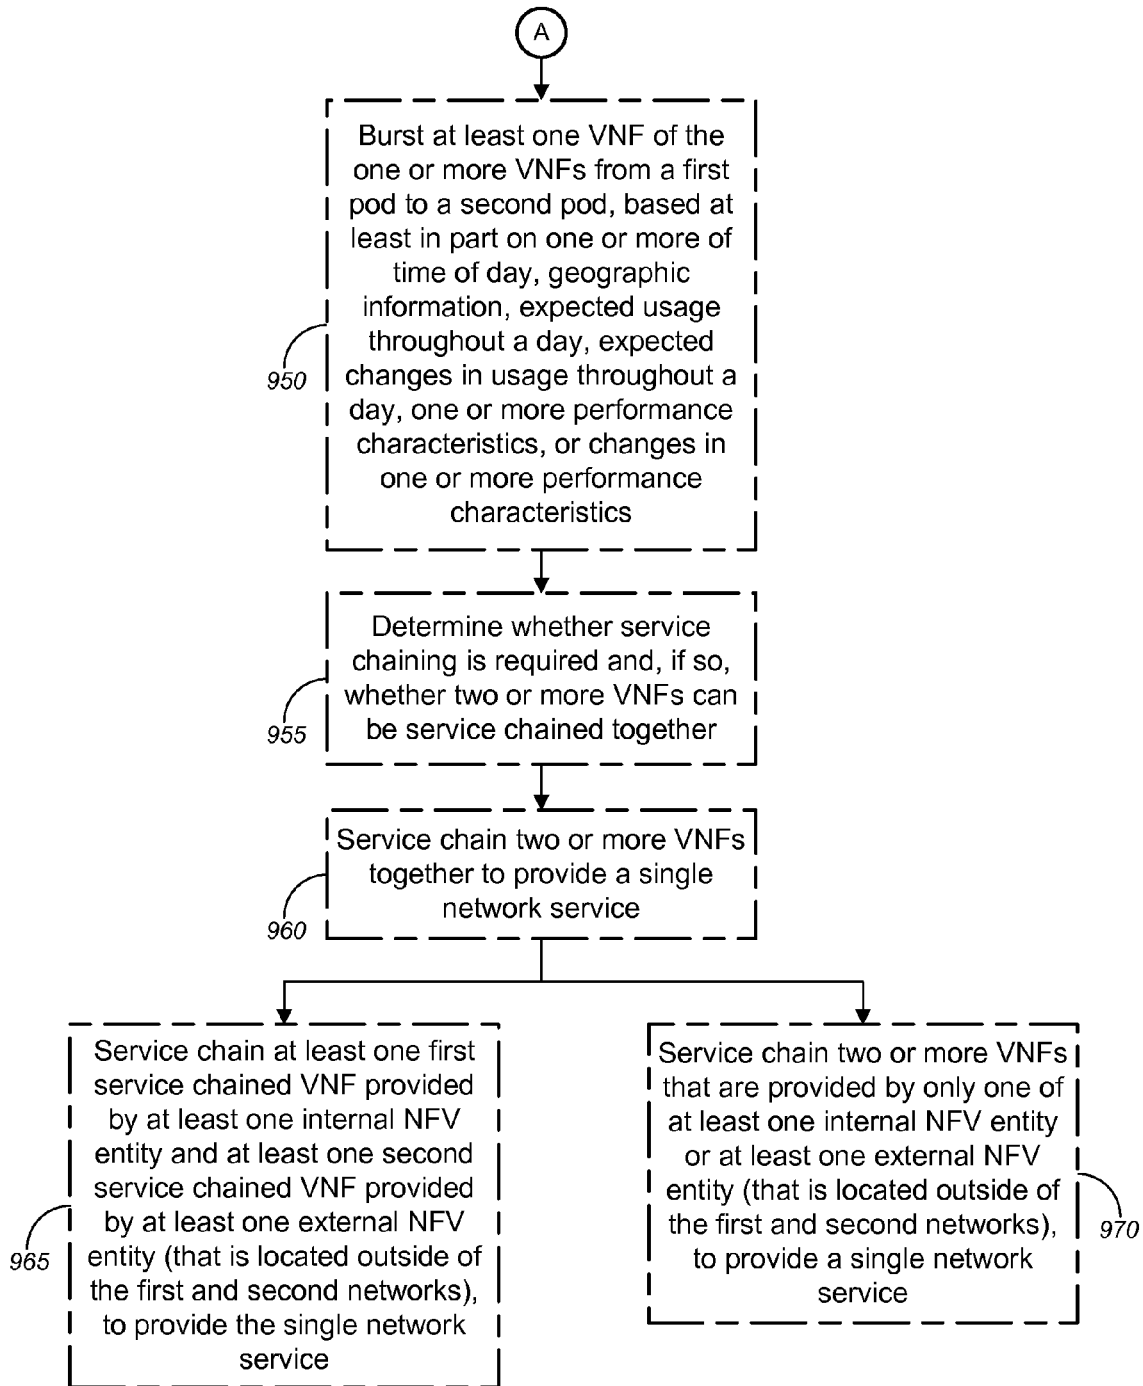 A
Burst at least one VNF of the
one or more VNFs from a first
pod to a second pod, based at
least in part on one or more of
time of day, geographic
information, expected usage
throughout a day, expected
changes in usage throughout a
day, one or more performance
characteristics, or changes in
one or more performance
characteristics
950
Determine whether service
chaining is required and, if so,
whether two or more VNFs can
be service chained together
955
Service chain two or more VNFs
together to provide a single
network service
960
Service chain at least one first
service chained VNF provided
by at least one internal NFV
entity and at least one second
service chained VNF provided
by at least one external NFV
entity (that is located outside of
the first and second networks),
to provide the single network
service
965
Service chain two or more VNFs
that are provided by only one of
at least one internal NFV entity
or at least one external NFV
entity (that is located outside of
the first and second networks),
to provide a single network
service
970